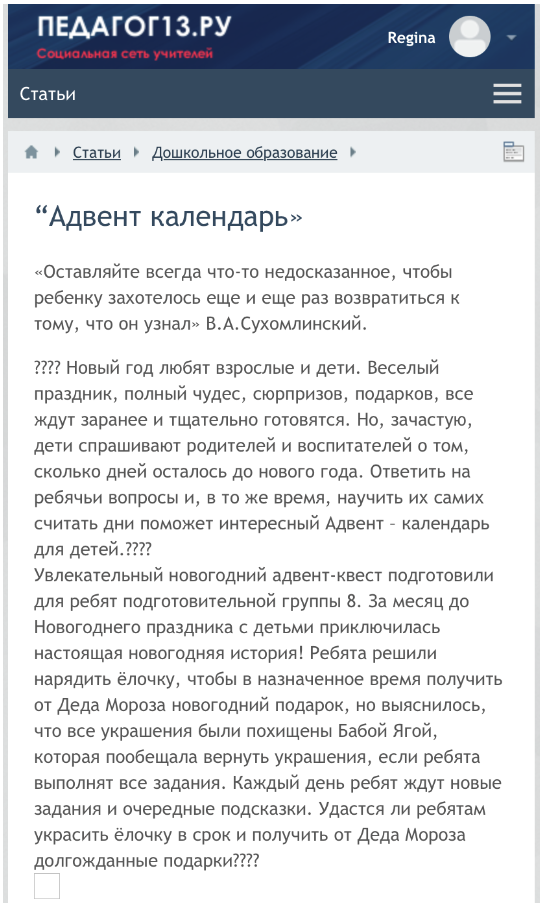 ПЕДАГОГ13.РУ
Социальная сеть учителей
Regina
Статьи
Статьи
Дошкольное образование
“Адвент календарь»
«Оставляйте всегда что-то недосказанное, чтобы
ребенку захотелось еще и еще раз возвратиться к
тому, что он узнал» В.А.Сухомлинский.
???? Новый год любят взрослые и дети. Веселый
праздник, полный чудес, сюрпризов, подарков, все
ждут заранее и тщательно готовятся. Но, зачастую,
дети спрашивают родителей и воспитателей о том,
сколько дней осталось до нового года. Ответить на
ребячьи вопросы и, в то же время, научить их самих
считать дни поможет интересный Адвент – календарь
для детей.????
Увлекательный новогодний адвент-квест подготовили
для ребят подготовительной группы 8. За месяц до
Новогоднего праздника с детьми приключилась
настоящая новогодняя история! Ребята решили
нарядить ёлочку, чтобы в назначенное время получить
от Деда Мороза новогодний подарок, но выяснилось,
что все украшения были похищены Бабой Ягой,
которая пообещала вернуть украшения, если ребята
выполнят все задания. Каждый день ребят ждут новые
задания и очередные подсказки. Удастся ли ребятам
украсить ёлочку в срок и получить от Деда Мороза
долгожданные подарки????